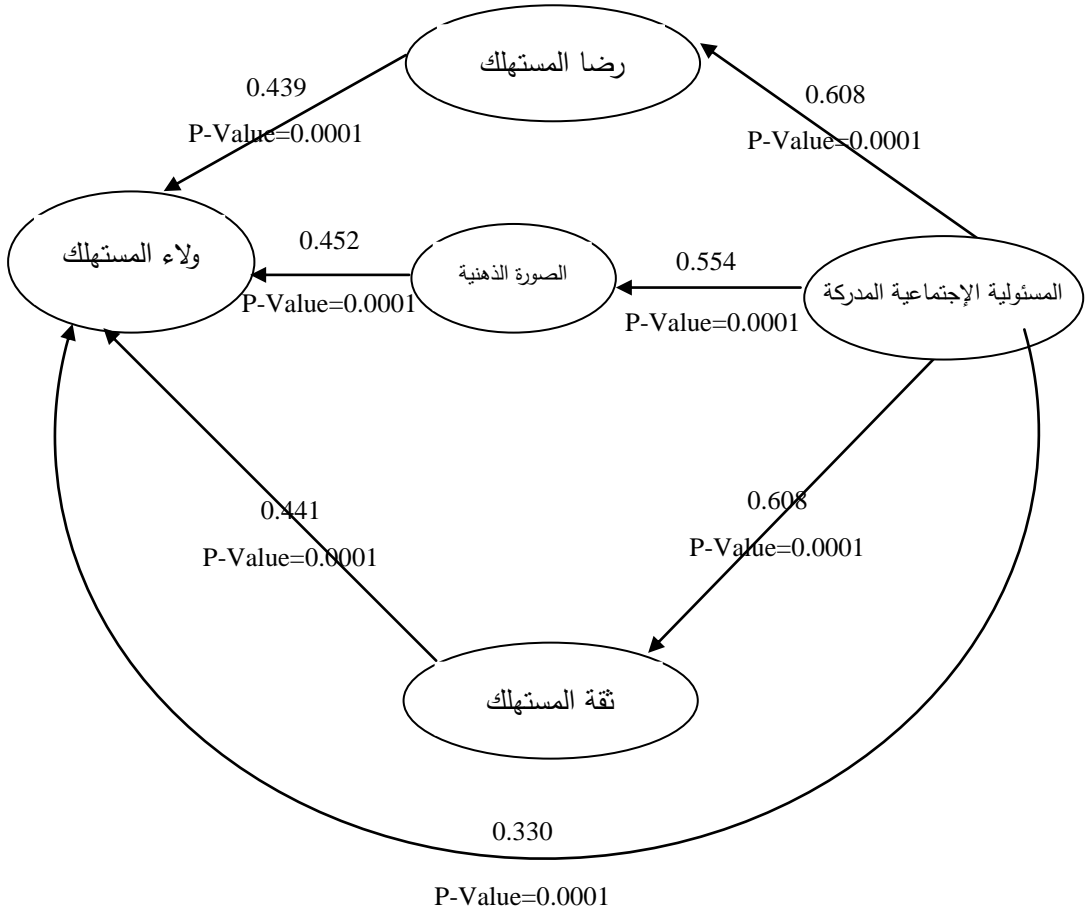 رضا المستهلك
0.439
P-Value=0.0001
0.608
P-Value=0.0001
ولاء المستهلك
0.452
P-Value=0.0001
الصورة الذهنية
0.554
P-Value=0.0001
المسئولية الإجتماعية المدركة
0.441
P-Value=0.0001
0.608
P-Value=0.0001
ثقة المستهلك
0.330
P-Value=0.0001